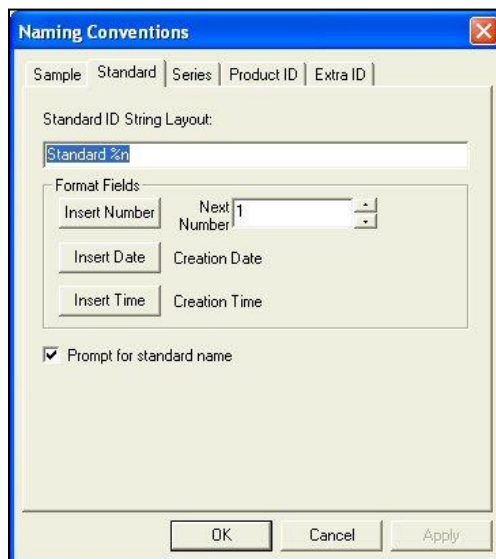 Naming Conventions
Sample Standard Series Product ID Extra ID
Standard ID String Layout:
Standard %n
Format Fields
Insert Number Next Number 1
Insert Date Creation Date
Insert Time Creation Time
Prompt for standard name
OK Cancel Apply